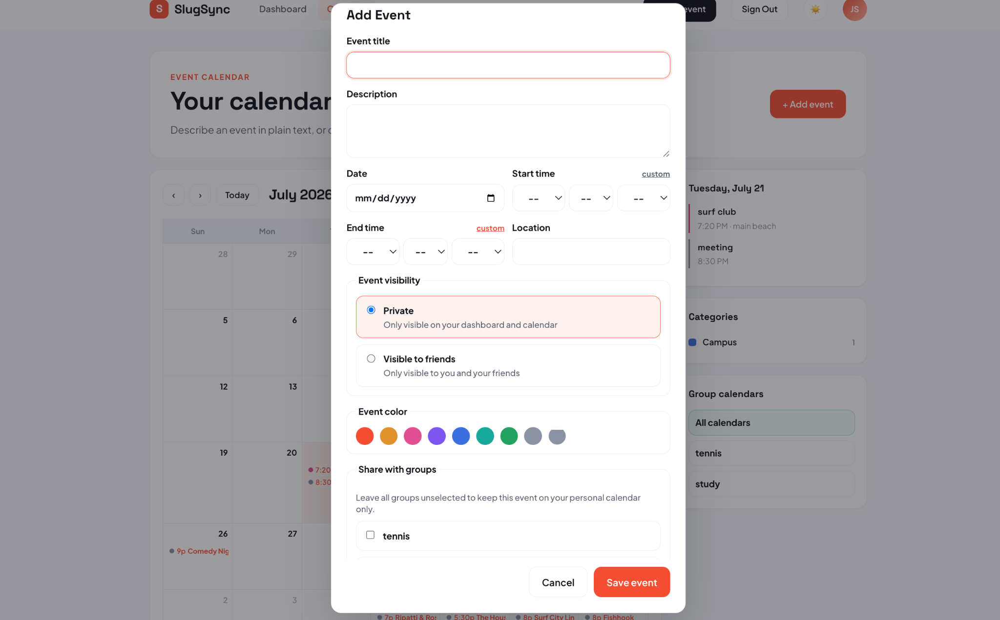 S SlugSync Dashboard
event Sign Out JS
Add Event
Event title
Description
Date
mm/dd/yyyy
Start time custom
-- -- --
End time custom
-- -- --
Location
Event visibility
Private
Only visible on your dashboard and calendar
Visible to friends
Only visible to you and your friends
Event color
Share with groups
Leave all groups unselected to keep this event on your personal calendar
only.
tennis
Cancel Save event
EVENT CALENDAR
Your calendar
Describe an event in plain text, or
+ Add event
‹ › Today July 2026
Sun Mon
28 29
5 6
12 13
19 20
7:20
8:30
26 27
9p Comedy Nig
2 3
7p Ripatti & Ros 5:30p The Hous 8p Surf City Lin 8p Fishhook
Tuesday, July 21
surf club
7:20 PM · main beach
meeting
8:30 PM
Categories
Campus 1
Group calendars
All calendars
tennis
study